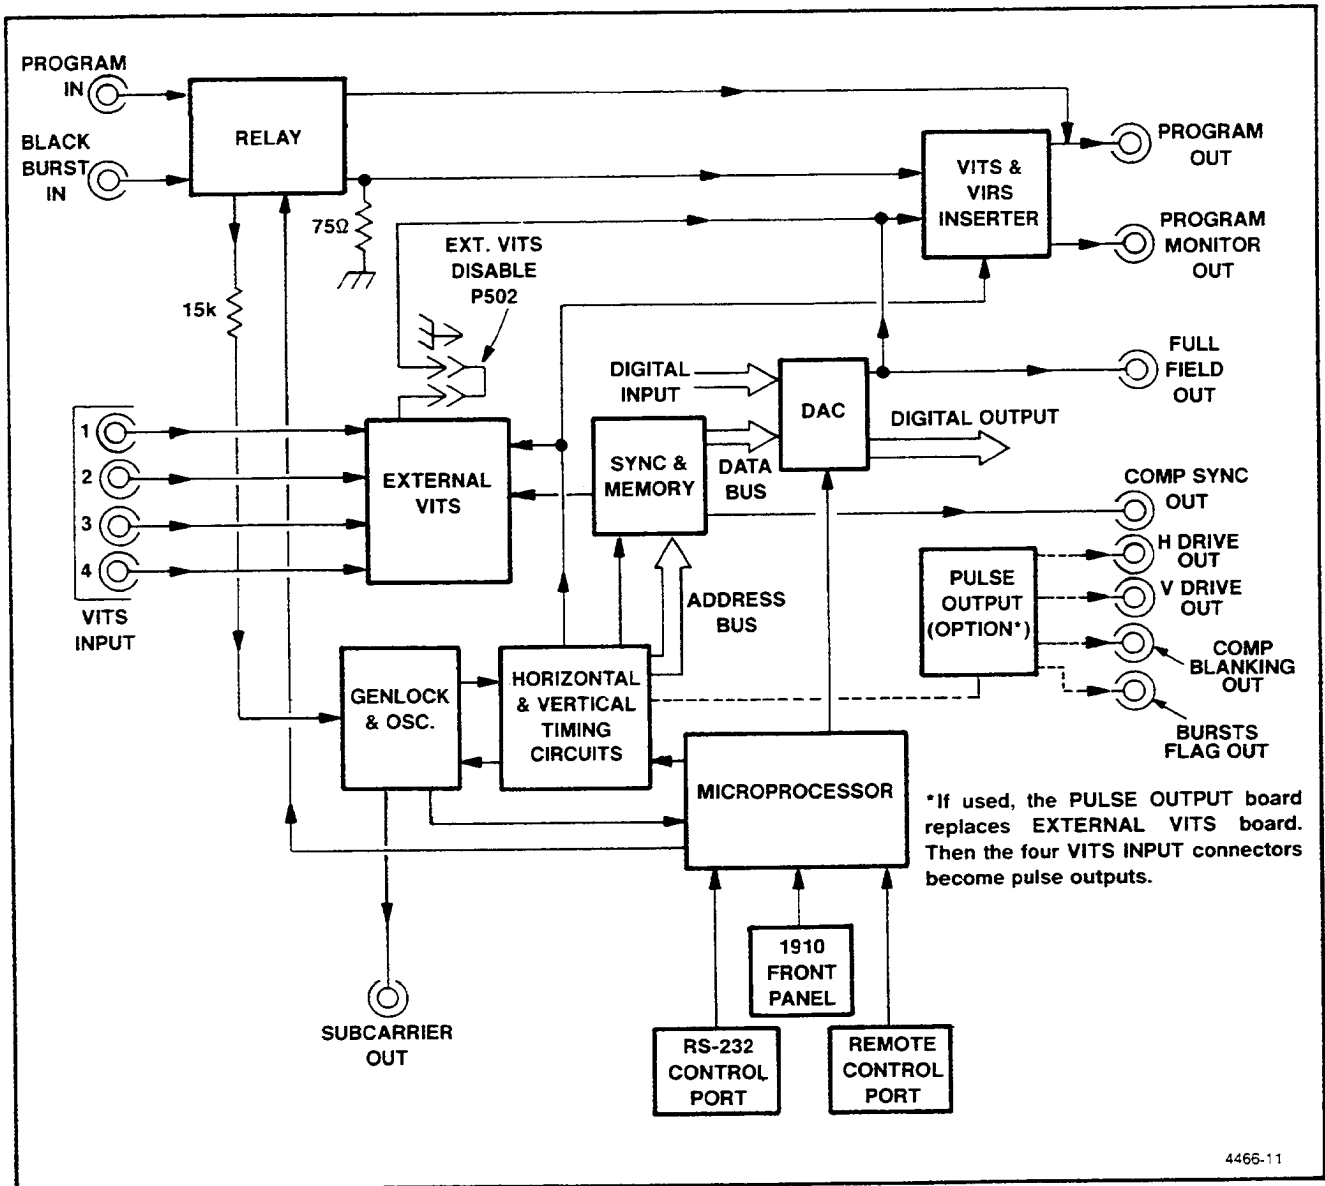 PROGRAM
IN
BLACK
BURST
IN
RELAY
75Ω
15k
EXT. VITS
DISABLE
P502
VITS &
VIRS
INSERTER
PROGRAM
OUT
PROGRAM
MONITOR
OUT
FULL
FIELD
OUT
DIGITAL
INPUT
DAC
DIGITAL OUTPUT
1
2
3
4
VITS
INPUT
EXTERNAL
VITS
SYNC &
MEMORY
DATA
BUS
COMP SYNC
OUT
H DRIVE
OUT
V DRIVE
OUT
COMP
BLANKING
OUT
BURSTS
FLAG OUT
PULSE
OUTPUT
(OPTION*)
ADDRESS
BUS
GENLOCK
& OSC.
HORIZONTAL
& VERTICAL
TIMING
CIRCUITS
MICROPROCESSOR
*If used, the PULSE OUTPUT board
replaces EXTERNAL VITS board.
Then the four VITS INPUT connectors
become pulse outputs.
SUBCARRIER
OUT
1910
FRONT
PANEL
RS-232
CONTROL
PORT
REMOTE
CONTROL
PORT
4466-11